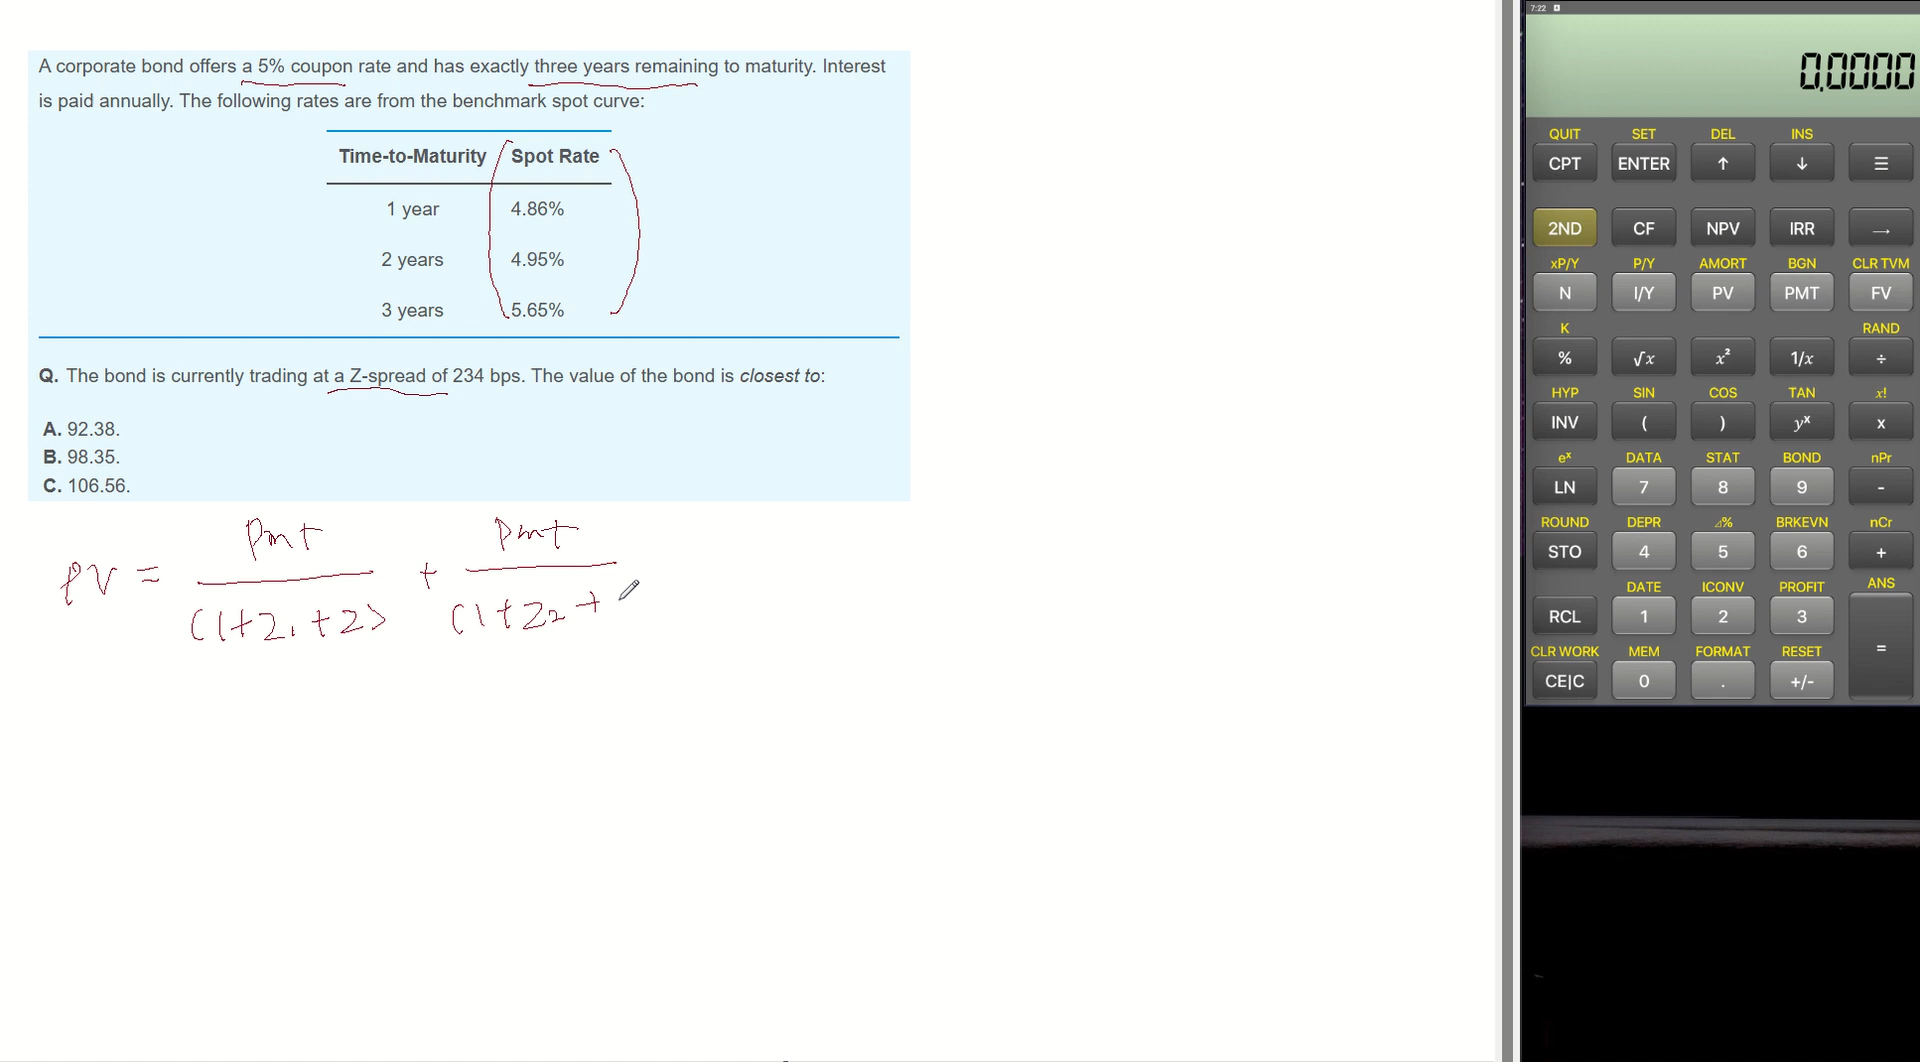 A corporate bond offers a 5% coupon rate and has exactly three years remaining to maturity. Interest
is paid annually. The following rates are from the benchmark spot curve:
Time-to-Maturity Spot Rate
1 year 4.86%
2 years 4.95%
3 years 5.65%
Q. The bond is currently trading at a Z-spread of 234 bps. The value of the bond is closest to:
A. 92.38.
B. 98.35.
C. 106.56.
PV = Pmt + Pmt
(1+Z1+Z) (1+Z2+
7:22
0.0000
QUIT SET DEL INS
CPT ENTER ↑ ↓ ☰
2ND CF NPV IRR →
xP/Y P/Y AMORT BGN CLR TVM
N I/Y PV PMT FV
K RAND
% √x x² 1/x ÷
HYP SIN COS TAN x!
INV ( ) yˣ x
eˣ DATA STAT BOND nPr
LN 7 8 9 -
ROUND DEPR ⊿% BRKEVN nCr
STO 4 5 6 +
DATE ICONV PROFIT ANS
RCL 1 2 3
CLR WORK MEM FORMAT RESET =
CE|C 0 . +/-